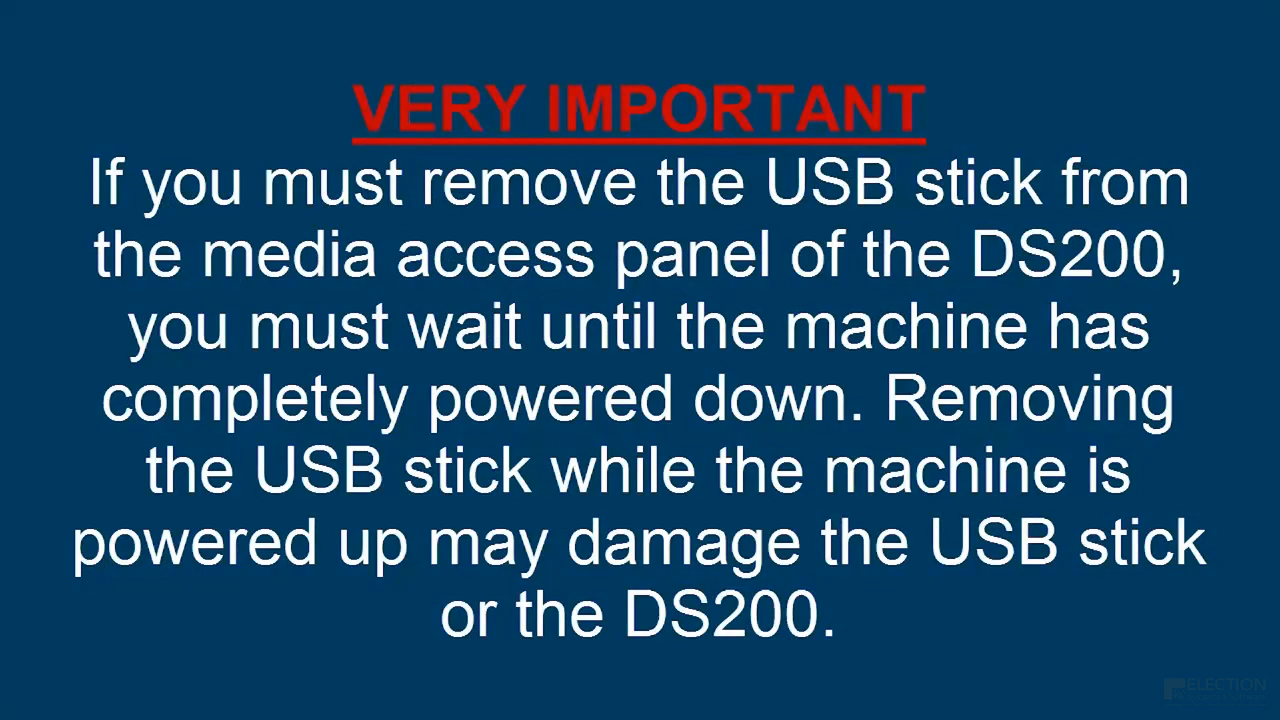 VERY IMPORTANT
If you must remove the USB stick from
the media access panel of the DS200,
you must wait until the machine has
completely powered down. Removing
the USB stick while the machine is
powered up may damage the USB stick
or the DS200.
ELECTION